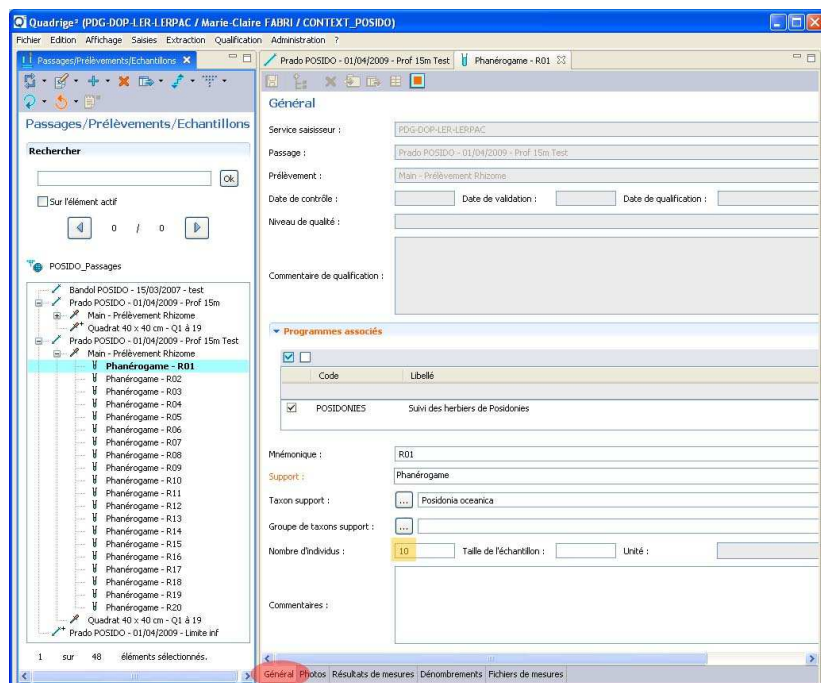 Quadrige³ (PDG-DOP-LER-LERPAC / Marie-Claire FABRI / CONTEXT_POSIDO)
Fichier Edition Affichage Saisies Extraction Qualification Administration ?
Passages/Prélèvements/Echantillons
Passages/Prélèvements/Echantillons
Rechercher
Ok
Sur l'élément actif
0 / 0
POSIDO_Passages
Bandol POSIDO - 15/03/2007 - test
Prado POSIDO - 01/04/2009 - Prof 15m
Main - Prélèvement Rhizome
Quadrat 40 x 40 cm - Q1 à 19
Prado POSIDO - 01/04/2009 - Prof 15m Test
Main - Prélèvement Rhizome
Phanérogame - R01
Phanérogame - R02
Phanérogame - R03
Phanérogame - R04
Phanérogame - R05
Phanérogame - R06
Phanérogame - R07
Phanérogame - R08
Phanérogame - R09
Phanérogame - R10
Phanérogame - R11
Phanérogame - R12
Phanérogame - R13
Phanérogame - R14
Phanérogame - R15
Phanérogame - R16
Phanérogame - R17
Phanérogame - R18
Phanérogame - R19
Phanérogame - R20
Quadrat 40 x 40 cm - Q1 à 19
Prado POSIDO - 01/04/2009 - Limite inf
1 sur 48 éléments sélectionnés.
Prado POSIDO - 01/04/2009 - Prof 15m Test Phanérogame - R01
Général
Service saisisseur : PDG-DOP-LER-LERPAC
Passage : Prado POSIDO - 01/04/2009 - Prof 15m Test
Prélèvement : Main - Prélèvement Rhizome
Date de contrôle : Date de validation : Date de qualification :
Niveau de qualité :
Commentaire de qualification :
Programmes associés
Code Libellé
POSIDONIES Suivi des herbiers de Posidonies
Mnémonique : R01
Support : Phanérogame
Taxon support : ... Posidonia oceanica
Groupe de taxons support : ...
Nombre d'individus : 10 Taille de l'échantillon : Unité :
Commentaires :
Général Photos Résultats de mesures Dénombrements Fichiers de mesures